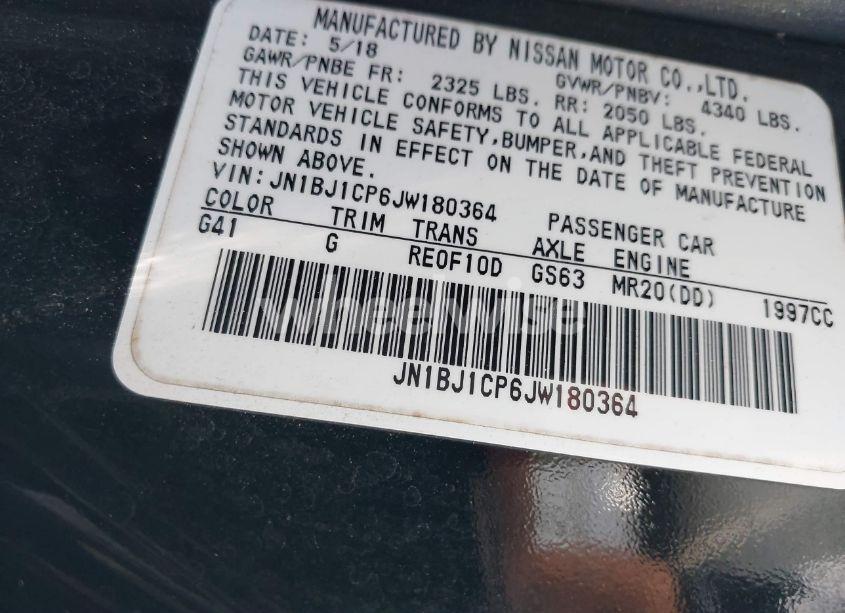 MANUFACTURED BY NISSAN MOTOR CO.,LTD.
DATE: 5/18 GVWR/PNBV: 4340 LBS.
GAWR/PNBE FR: 2325 LBS. RR: 2050 LBS.
THIS VEHICLE CONFORMS TO ALL APPLICABLE FEDERAL
MOTOR VEHICLE SAFETY,BUMPER,AND THEFT PREVENTION
STANDARDS IN EFFECT ON THE DATE OF MANUFACTURE
SHOWN ABOVE.
VIN:JN1BJ1CP6JW180364 PASSENGER CAR
COLOR TRIM TRANS AXLE ENGINE
G41 G RE0F10D GS63 MR20(DD) 1997CC
wheelwise
JN1BJ1CP6JW180364